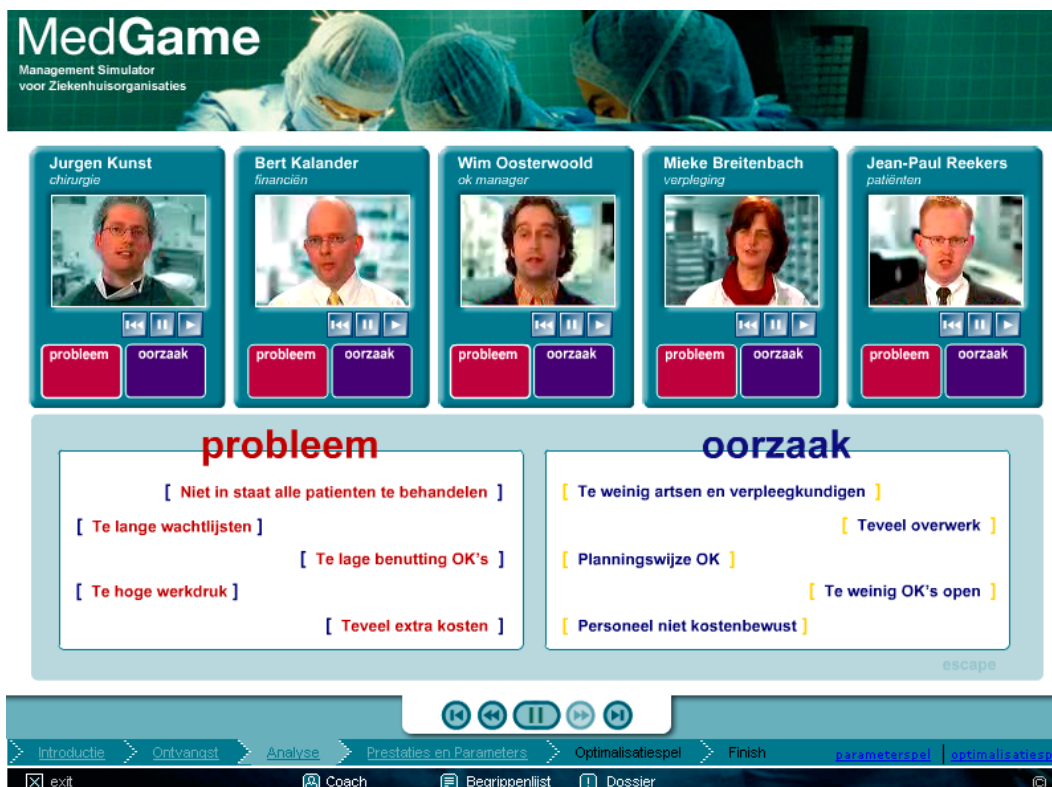 MedGame
Management Simulator
voor Ziekenhuisorganisaties
Jurgen Kunst
chirurgie
probleem
oorzaak
Bert Kalander
financiën
probleem
oorzaak
Wim Oosterwoold
ok manager
probleem
oorzaak
Mieke Breitenbach
verpleging
probleem
oorzaak
Jean-Paul Reekers
patiënten
probleem
oorzaak
probleem
[ Niet in staat alle patienten te behandelen ]
[ Te lange wachtlijsten ]
[ Te lage benutting OK's ]
[ Te hoge werkdruk ]
[ Teveel extra kosten ]
oorzaak
[ Te weinig artsen en verpleegkundigen ]
[ Teveel overwerk ]
[ Planningswijze OK ]
[ Te weinig OK's open ]
[ Personeel niet kostenbewust ]
escape
Introductie
Ontvangst
Analyse
Prestaties en Parameters
Optimalisatiespel
Finish
parameterspel
optimalisatiesp
exit
Coach
Begrippenlijst
Dossier
©